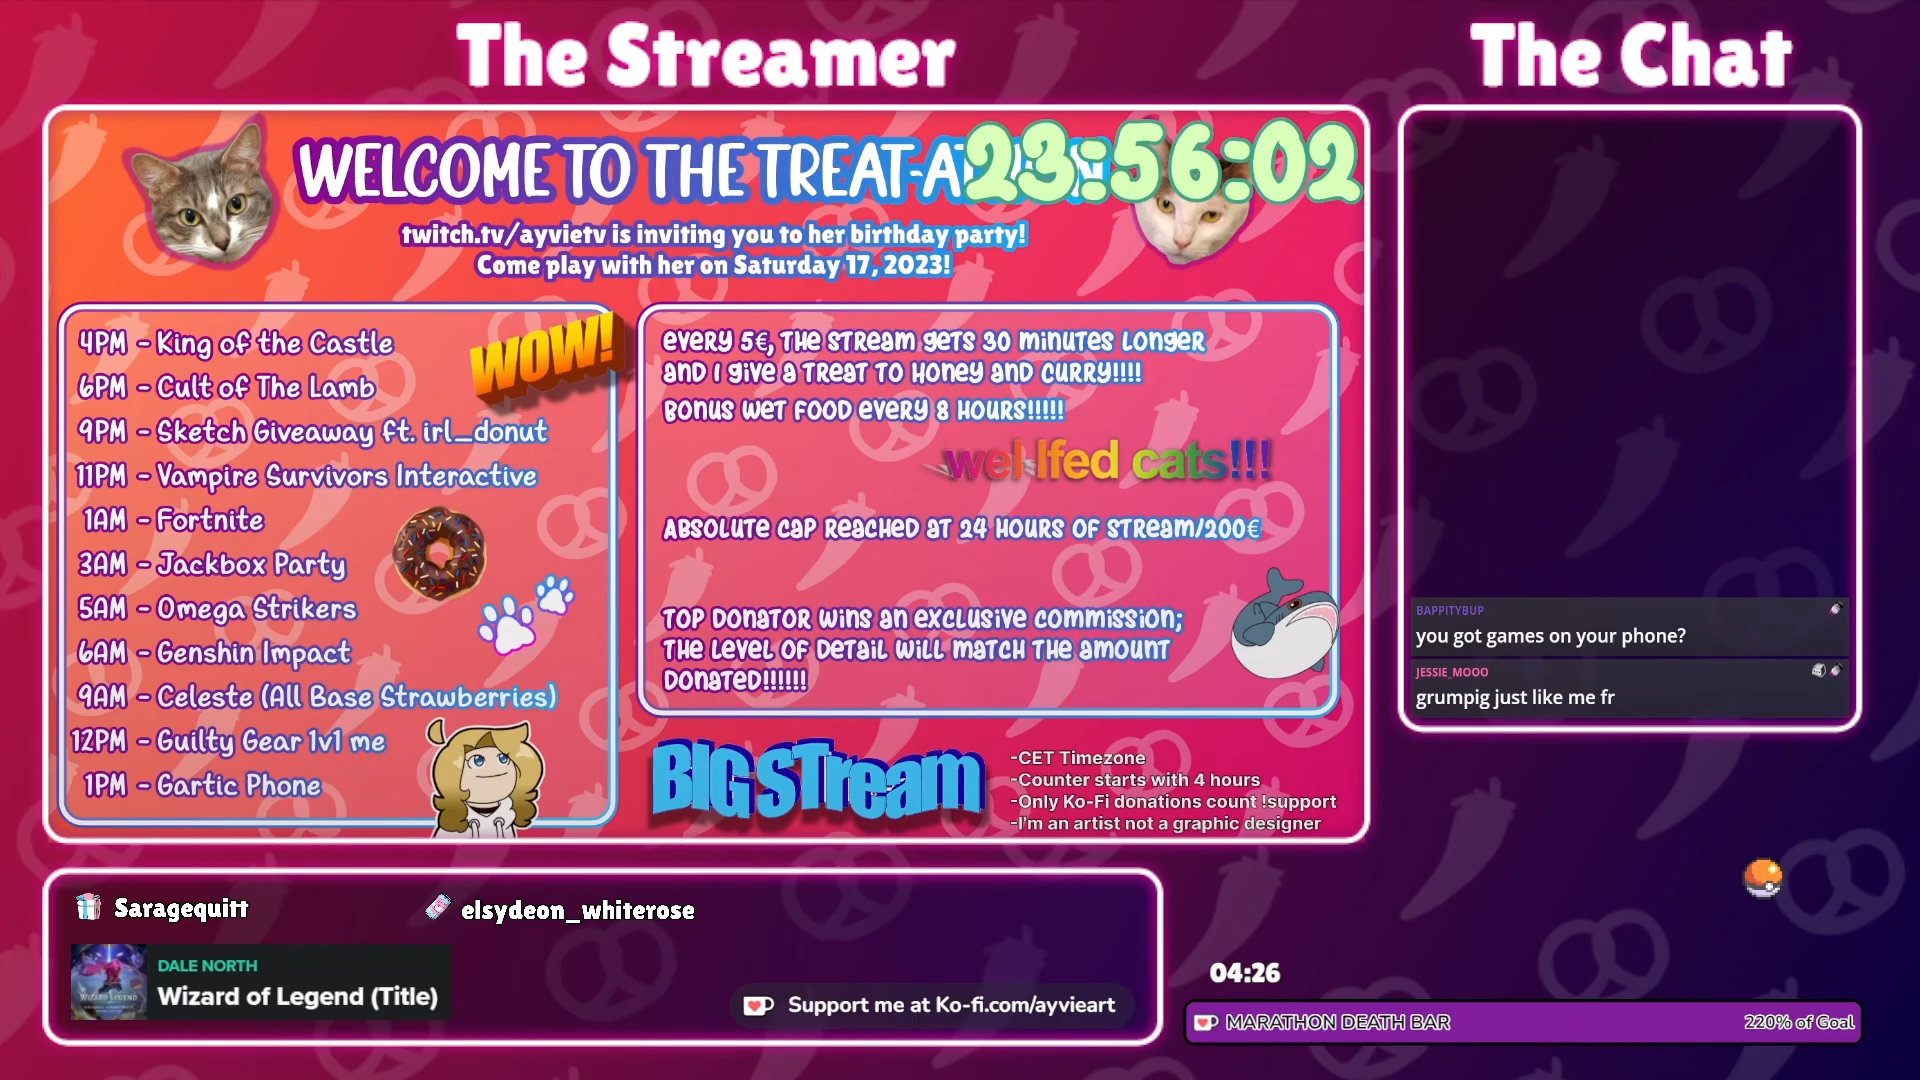 The Streamer
The Chat
WELCOME TO THE TREAT-A
23:56:02
twitch.tv/ayvietv is inviting you to her birthday party!
Come play with her on Saturday 17, 2023!
4PM - King of the Castle
6PM - Cult of The Lamb
9PM - Sketch Giveaway ft. irl_donut
11PM - Vampire Survivors Interactive
1AM - Fortnite
3AM - Jackbox Party
5AM - Omega Strikers
6AM - Genshin Impact
9AM - Celeste (All Base Strawberries)
12PM - Guilty Gear 1v1 me
1PM - Gartic Phone
WOW!
every 5€, the stream gets 30 minutes longer
and I give a treat to Honey and Curry!!!!
Bonus wet food every 8 hours!!!!!
wel lfed cats!!!
Absolute cap reached at 24 hours of stream/200€
Top donator wins an exclusive commission;
the level of detail will match the amount
donated!!!!!!
BIG STream
-CET Timezone
-Counter starts with 4 hours
-Only Ko-Fi donations count !support
-I'm an artist not a graphic designer
BAPPITYBUP
you got games on your phone?
JESSIE_MOOO
grumpig just like me fr
Saragequitt
elsydeon_whiterose
DALE NORTH
Wizard of Legend (Title)
Support me at Ko-fi.com/ayvieart
04:26
MARATHON DEATH BAR
220% of Goal